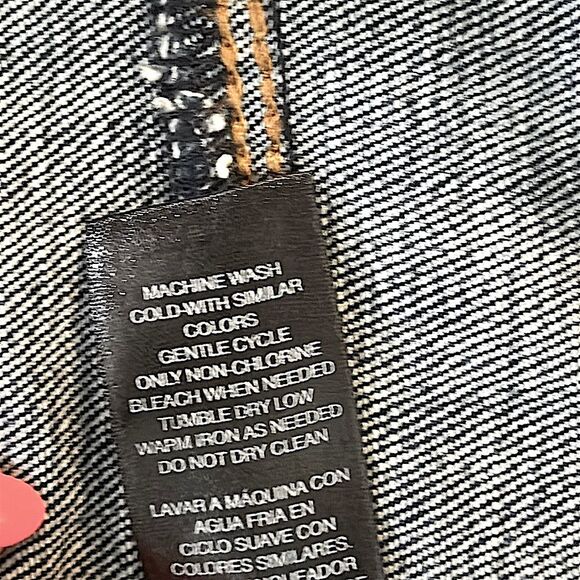 MACHINE WASH
COLD-WITH SIMILAR
COLORS
GENTLE CYCLE
ONLY NON-CHLORINE
BLEACH WHEN NEEDED
TUMBLE DRY LOW
WARM IRON AS NEEDED
DO NOT DRY CLEAN
LAVAR A MÁQUINA CON
AGUA FRIA EN
CICLO SUAVE CON
COLORES SIMILARES.